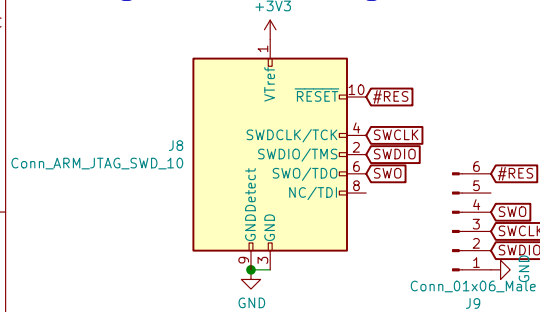 +3V3
1
VTref
RESET 10 #RES
J8
Conn_ARM_JTAG_SWD_10
SWDCLK/TCK 4 SWCLK
SWDIO/TMS 2 SWDIO
SWO/TDO 6 SWO
NC/TDI 8
GNDDetect
GND
9
3
GND
6 #RES
5
4 SWO
3 SWCLK
2 SWDIO
1 GND
Conn_01x06_Male
J9